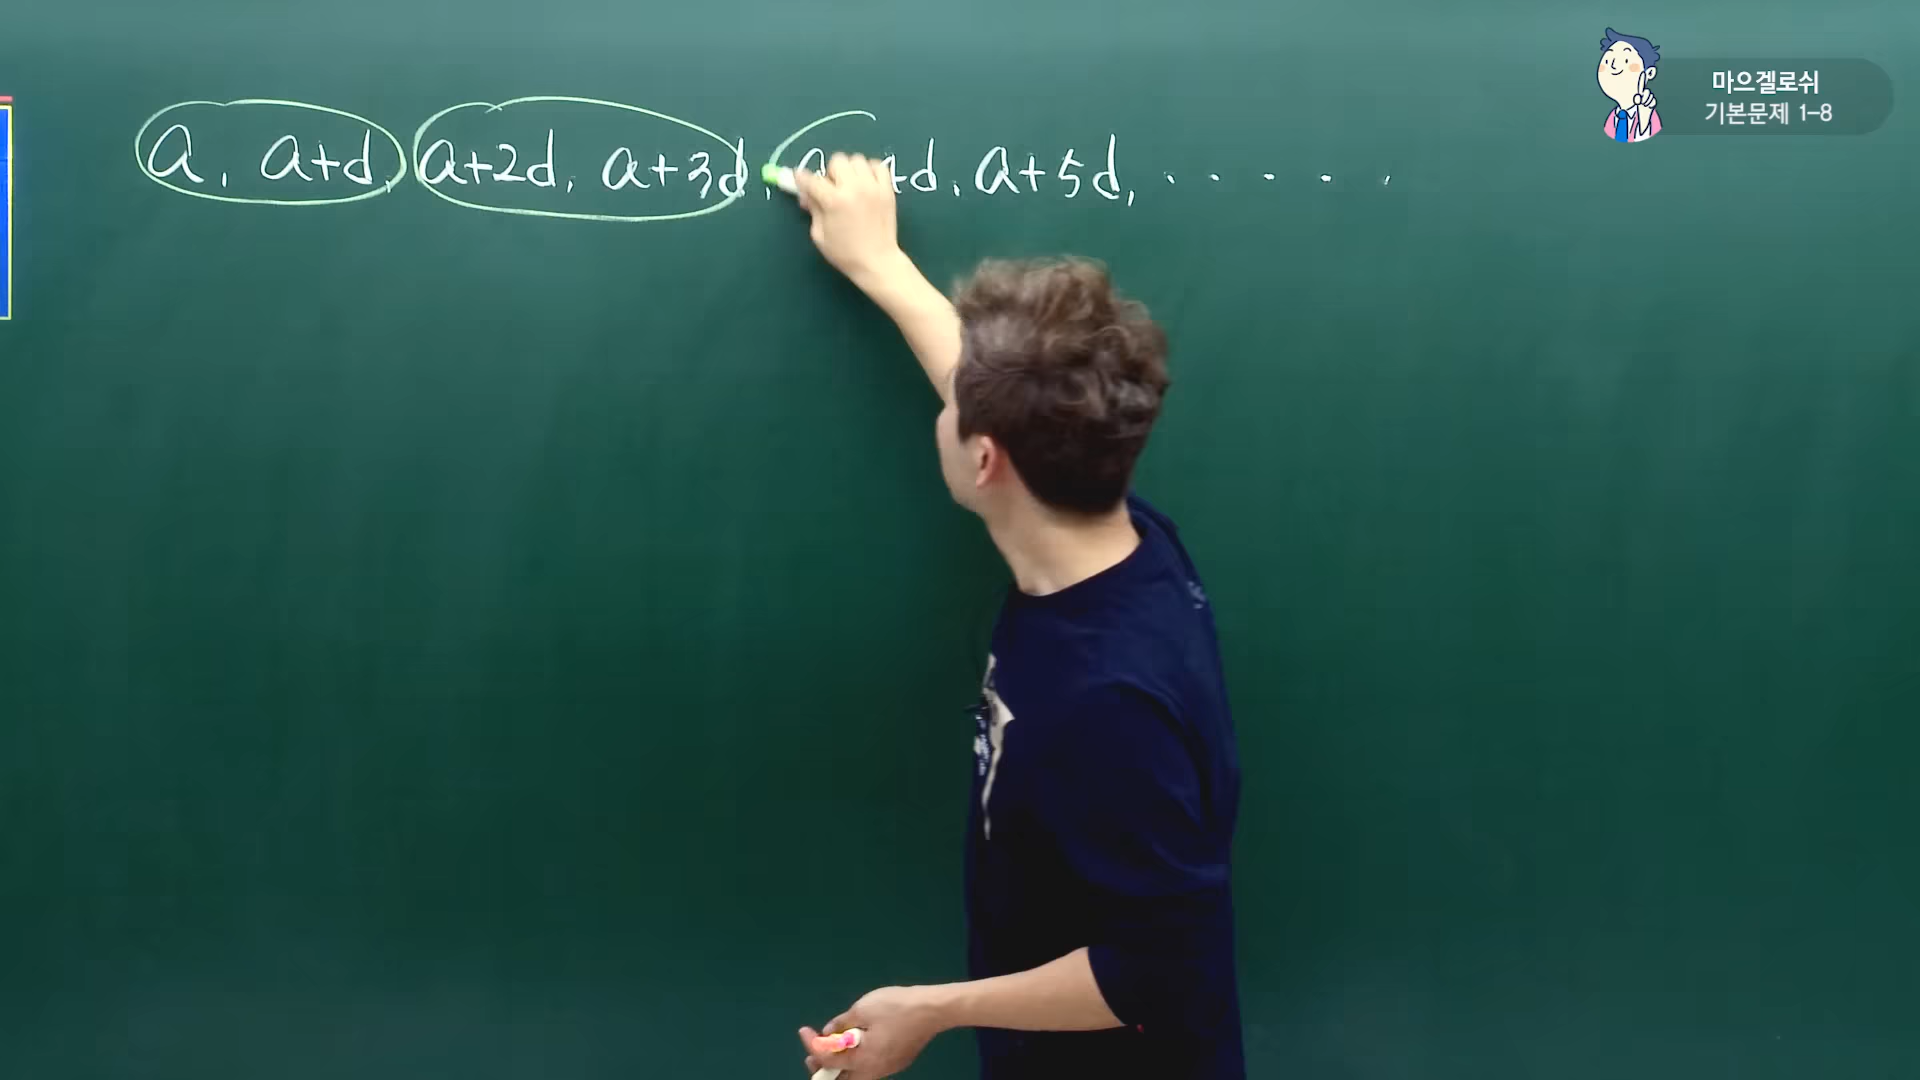 a, a+d, a+2d, a+3d, a+d, a+5d, . . . . .
마으겔로쉬
기본문제 1-8